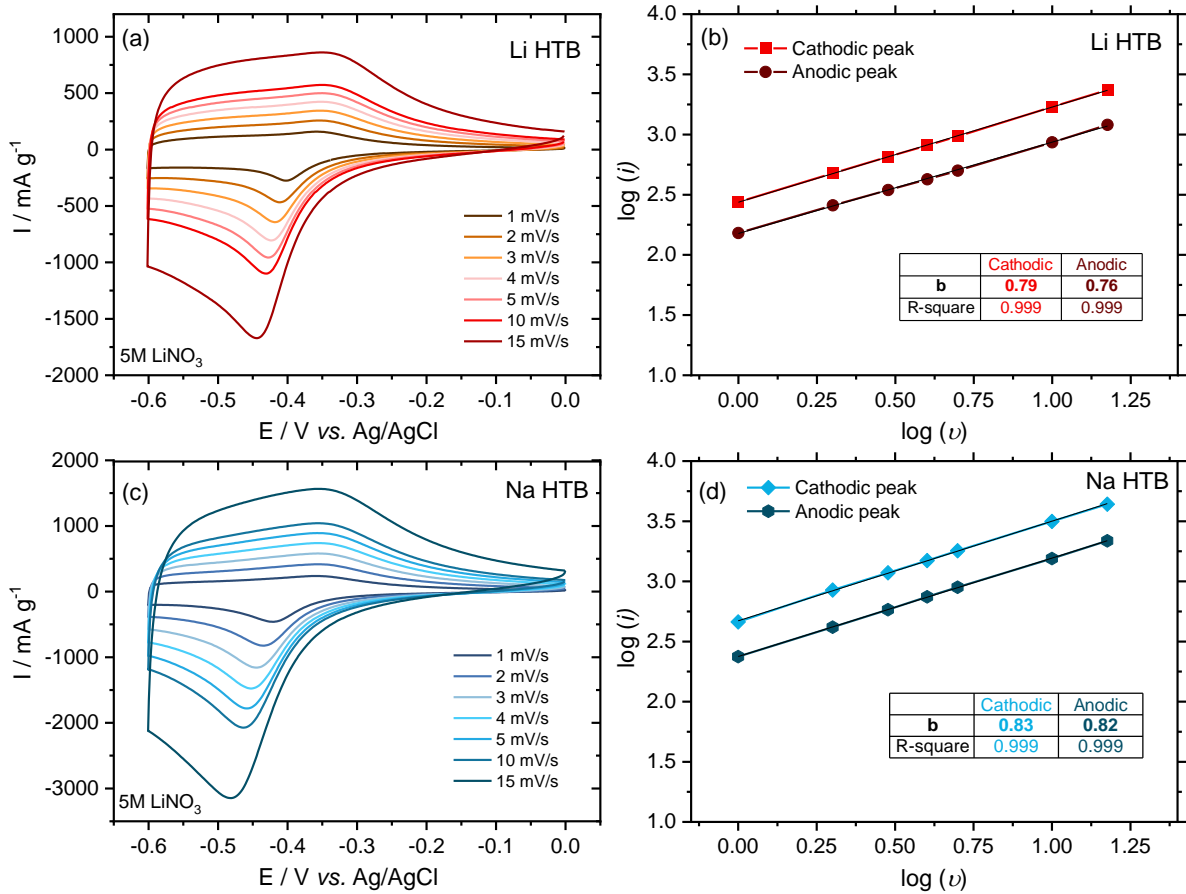 (a)
Li HTB
1000
500
0
-500
-1000
-1500
-2000
I / mA g⁻¹
1 mV/s
2 mV/s
3 mV/s
4 mV/s
5 mV/s
10 mV/s
15 mV/s
5M LiNO₃
-0.6 -0.5 -0.4 -0.3 -0.2 -0.1 0.0
E / V vs. Ag/AgCl
(b)
Li HTB
Cathodic peak
Anodic peak
4.0
3.5
3.0
2.5
2.0
1.5
1.0
log (i)
Cathodic Anodic
b 0.79 0.76
R-square 0.999 0.999
0.00 0.25 0.50 0.75 1.00 1.25
log (υ)
(c)
Na HTB
2000
1000
0
-1000
-2000
-3000
I / mA g⁻¹
1 mV/s
2 mV/s
3 mV/s
4 mV/s
5 mV/s
10 mV/s
15 mV/s
5M LiNO₃
-0.6 -0.5 -0.4 -0.3 -0.2 -0.1 0.0
E / V vs. Ag/AgCl
(d)
Na HTB
Cathodic peak
Anodic peak
4.0
3.5
3.0
2.5
2.0
1.5
1.0
log (i)
Cathodic Anodic
b 0.83 0.82
R-square 0.999 0.999
0.00 0.25 0.50 0.75 1.00 1.25
log (υ)